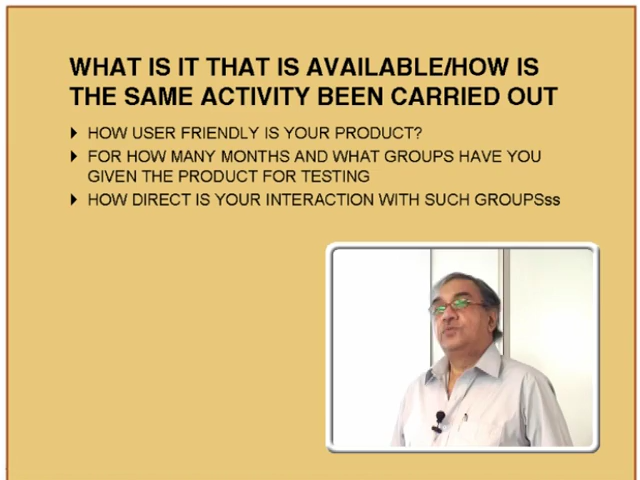 WHAT IS IT THAT IS AVAILABLE/HOW IS
THE SAME ACTIVITY BEEN CARRIED OUT
HOW USER FRIENDLY IS YOUR PRODUCT?
FOR HOW MANY MONTHS AND WHAT GROUPS HAVE YOU
GIVEN THE PRODUCT FOR TESTING
HOW DIRECT IS YOUR INTERACTION WITH SUCH GROUPSss